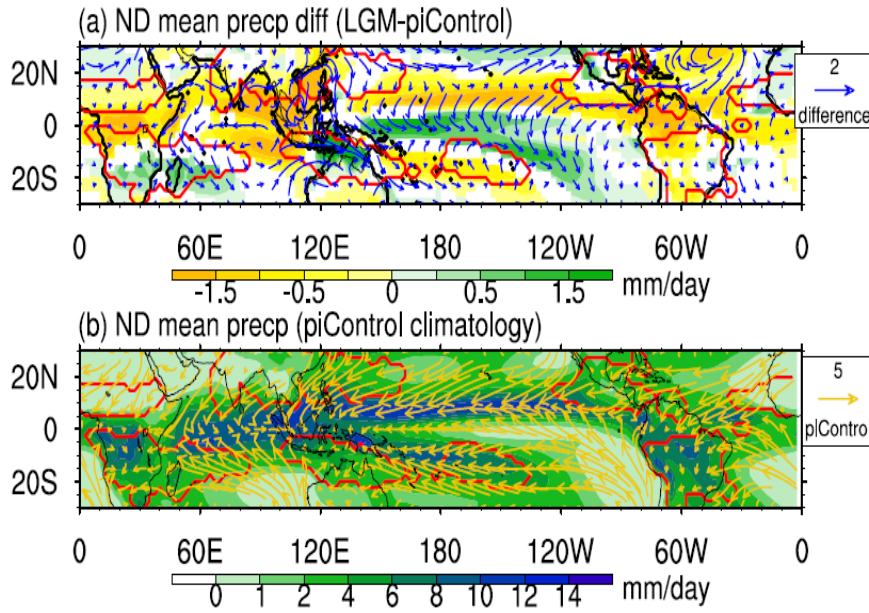 (a) ND mean precp diff (LGM-piControl)
20N
0
20S
2
difference
0 60E 120E 180 120W 60W 0
-1.5 -0.5 0 0.5 1.5 mm/day
(b) ND mean precp (piControl climatology)
20N
0
20S
5
piControl
0 60E 120E 180 120W 60W 0
0 1 2 4 6 8 10 12 14 mm/day